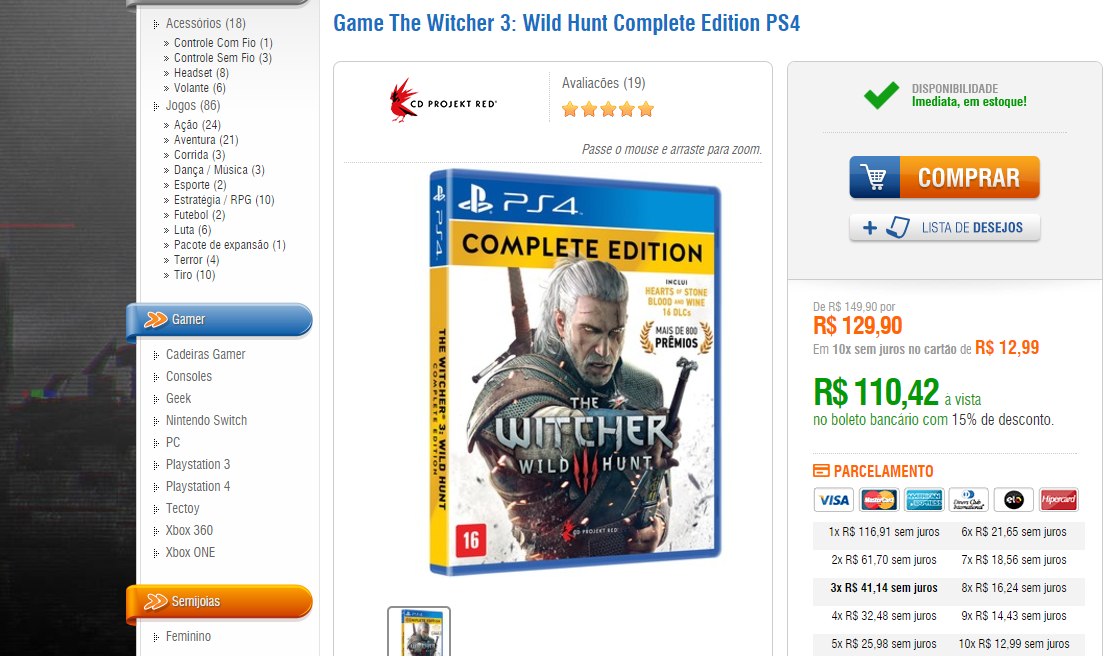 Acessórios (18)
Controle Com Fio (1)
Controle Sem Fio (3)
Headset (8)
Volante (6)
Jogos (86)
Ação (24)
Aventura (21)
Corrida (3)
Dança / Música (3)
Esporte (2)
Estratégia / RPG (10)
Futebol (2)
Luta (6)
Pacote de expansão (1)
Terror (4)
Tiro (10)
Gamer
Cadeiras Gamer
Consoles
Geek
Nintendo Switch
PC
Playstation 3
Playstation 4
Tectoy
Xbox 360
Xbox ONE
Semijoias
Feminino
Game The Witcher 3: Wild Hunt Complete Edition PS4
CD PROJEKT RED
Avaliacões (19)
Passe o mouse e arraste para zoom.
PS4
PS4
COMPLETE EDITION
INCLUI
HEARTS OF STONE
BLOOD AND WINE
16 DLCs
MAIS DE 800
PRÊMIOS
THE WITCHER 3: WILD HUNT
COMPLETE EDITION
THE
WITCHER
WILD HUNT
CD PROJEKT RED
16
PS4
COMPLETE EDITION
DISPONIBILIDADE
Imediata, em estoque!
COMPRAR
+ LISTA DE DESEJOS
De R$ 149,90 por
R$ 129,90
Em 10x sem juros no cartão de R$ 12,99
R$ 110,42 à vista
no boleto bancário com 15% de desconto.
PARCELAMENTO
VISA MasterCard AMERICAN EXPRESS Diners Club International elo Hipercard
1x R$ 116,91 sem juros 6x R$ 21,65 sem juros
2x R$ 61,70 sem juros 7x R$ 18,56 sem juros
3x R$ 41,14 sem juros 8x R$ 16,24 sem juros
4x R$ 32,48 sem juros 9x R$ 14,43 sem juros
5x R$ 25,98 sem juros 10x R$ 12,99 sem juros